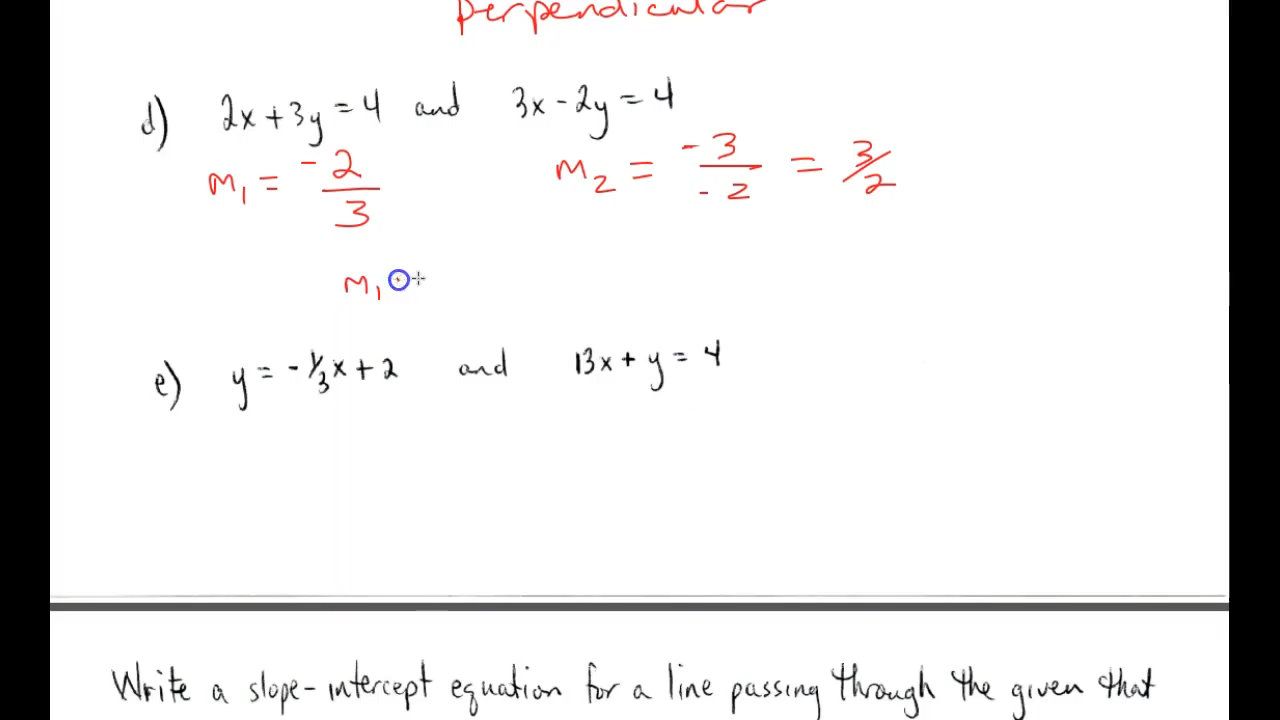 perpendicular
d) 2x + 3y = 4 and 3x - 2y = 4
m₁ = -2/3 m₂ = -3/-2 = 3/2
m₁ ·
e) y = -1/3x + 2 and 13x + y = 4
Write a slope-intercept equation for a line passing through the given that